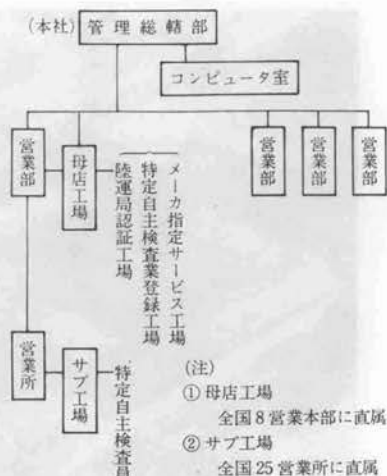 (本社) 管理総轄部
コンピュータ室
営業部
母店工場
陸運局認証工場
特定自主検査業登録工場
メーカ指定サービス工場
営業部
営業部
営業部
営業所
サブ工場
特定自主検査員
(注)
① 母店工場
全国8営業本部に直属
② サブ工場
全国25営業所に直属